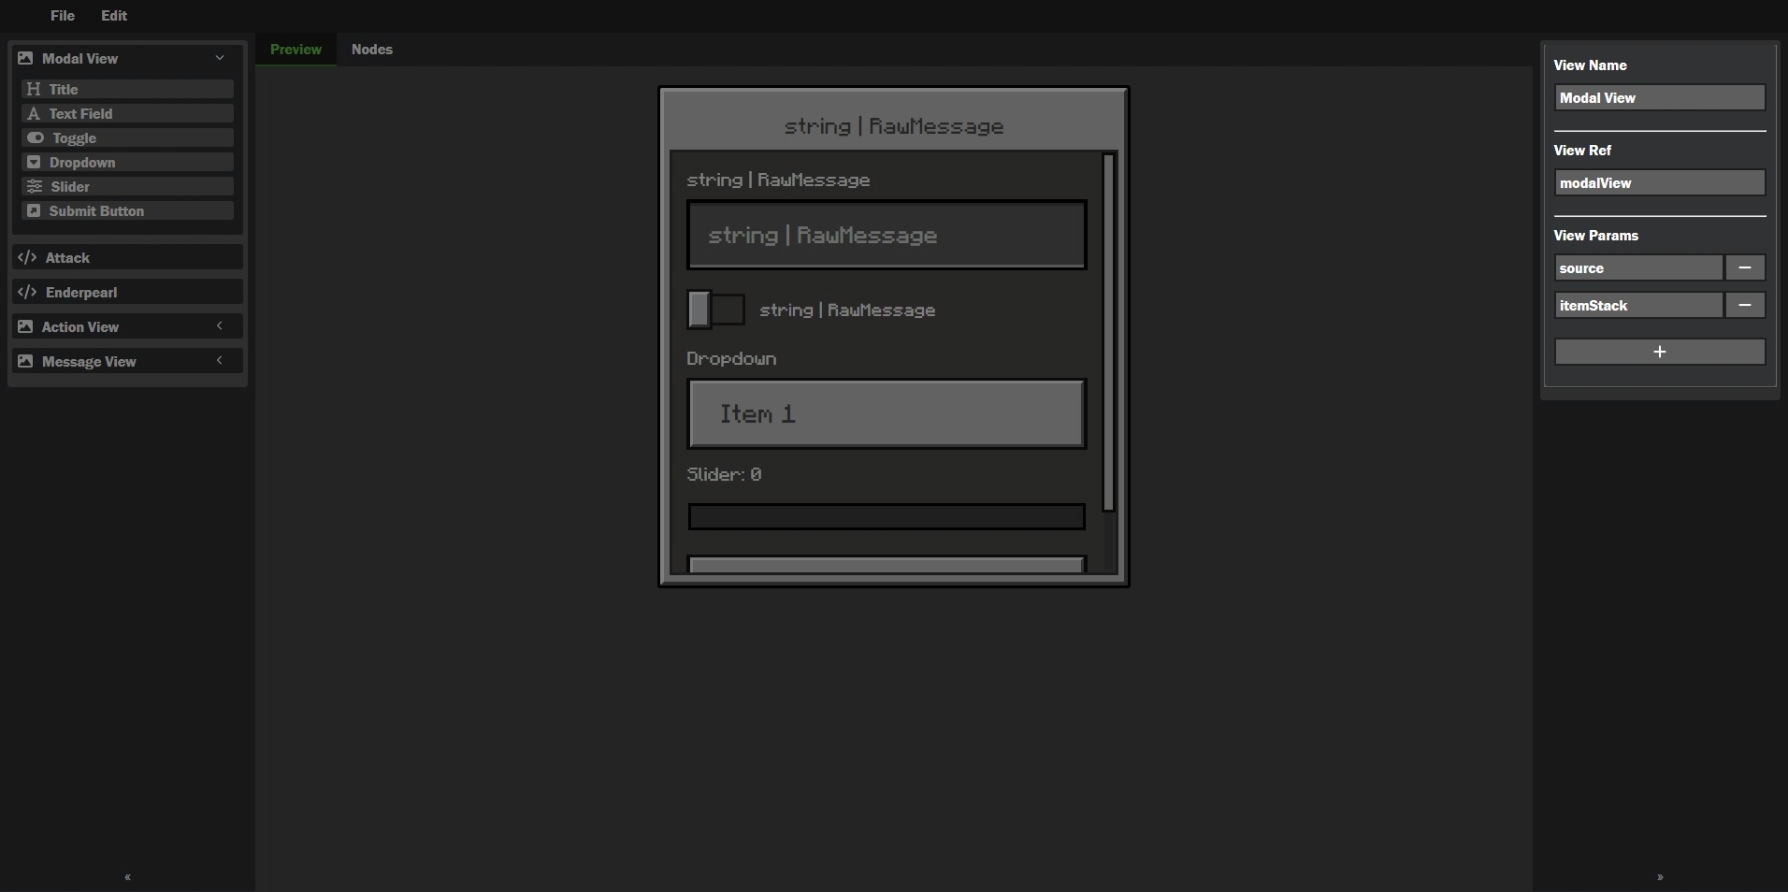 File Edit
Modal View
Title
Text Field
Toggle
Dropdown
Slider
Submit Button
Attack
Enderpearl
Action View
Message View
Preview Nodes
string | RawMessage
string | RawMessage
string | RawMessage
string | RawMessage
Dropdown
Item 1
Slider: 0
View Name
Modal View
View Ref
modalView
View Params
source
itemStack